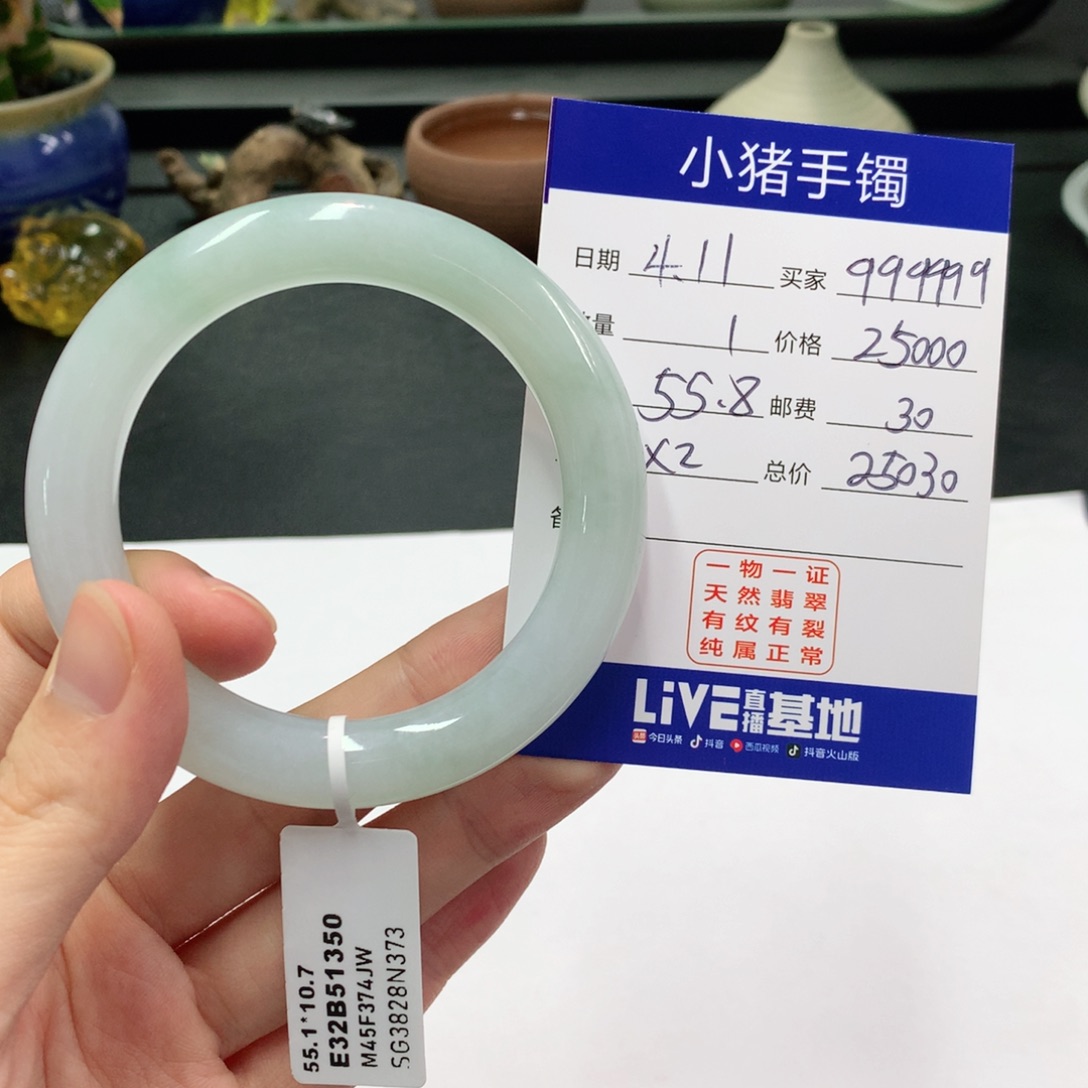 小猪手镯
日期 4.11 买家 999999
量 1 价格 25000
55.8 邮费 30
X2 总价 25030
一物一证
天然翡翠
有纹有裂
纯属正常
LiVE直播基地
头条 今日头条 抖音 西瓜视频 抖音火山版
55.1*10.7
E32B51350
M45F374JW
SG3828N373